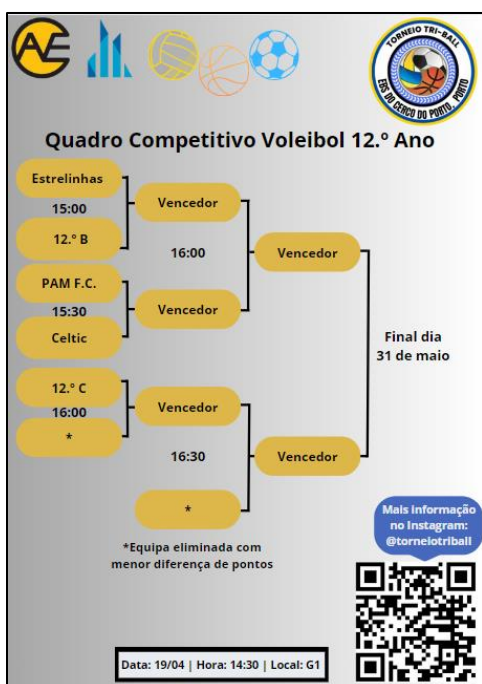 TORNEIO TRI-BALL
EBS DO CERCO DO PORTO, PORTO
Quadro Competitivo Voleibol 12.º Ano
Estrelinhas
15:00
12.º B
Vencedor
16:00
Vencedor
PAM F.C.
15:30
Celtic
Vencedor
Final dia
31 de maio
12.º C
16:00
*
Vencedor
16:30
Vencedor
*
*Equipa eliminada com
menor diferença de pontos
Mais informação
no Instagram:
@torneiotriball
Data: 19/04 | Hora: 14:30 | Local: G1